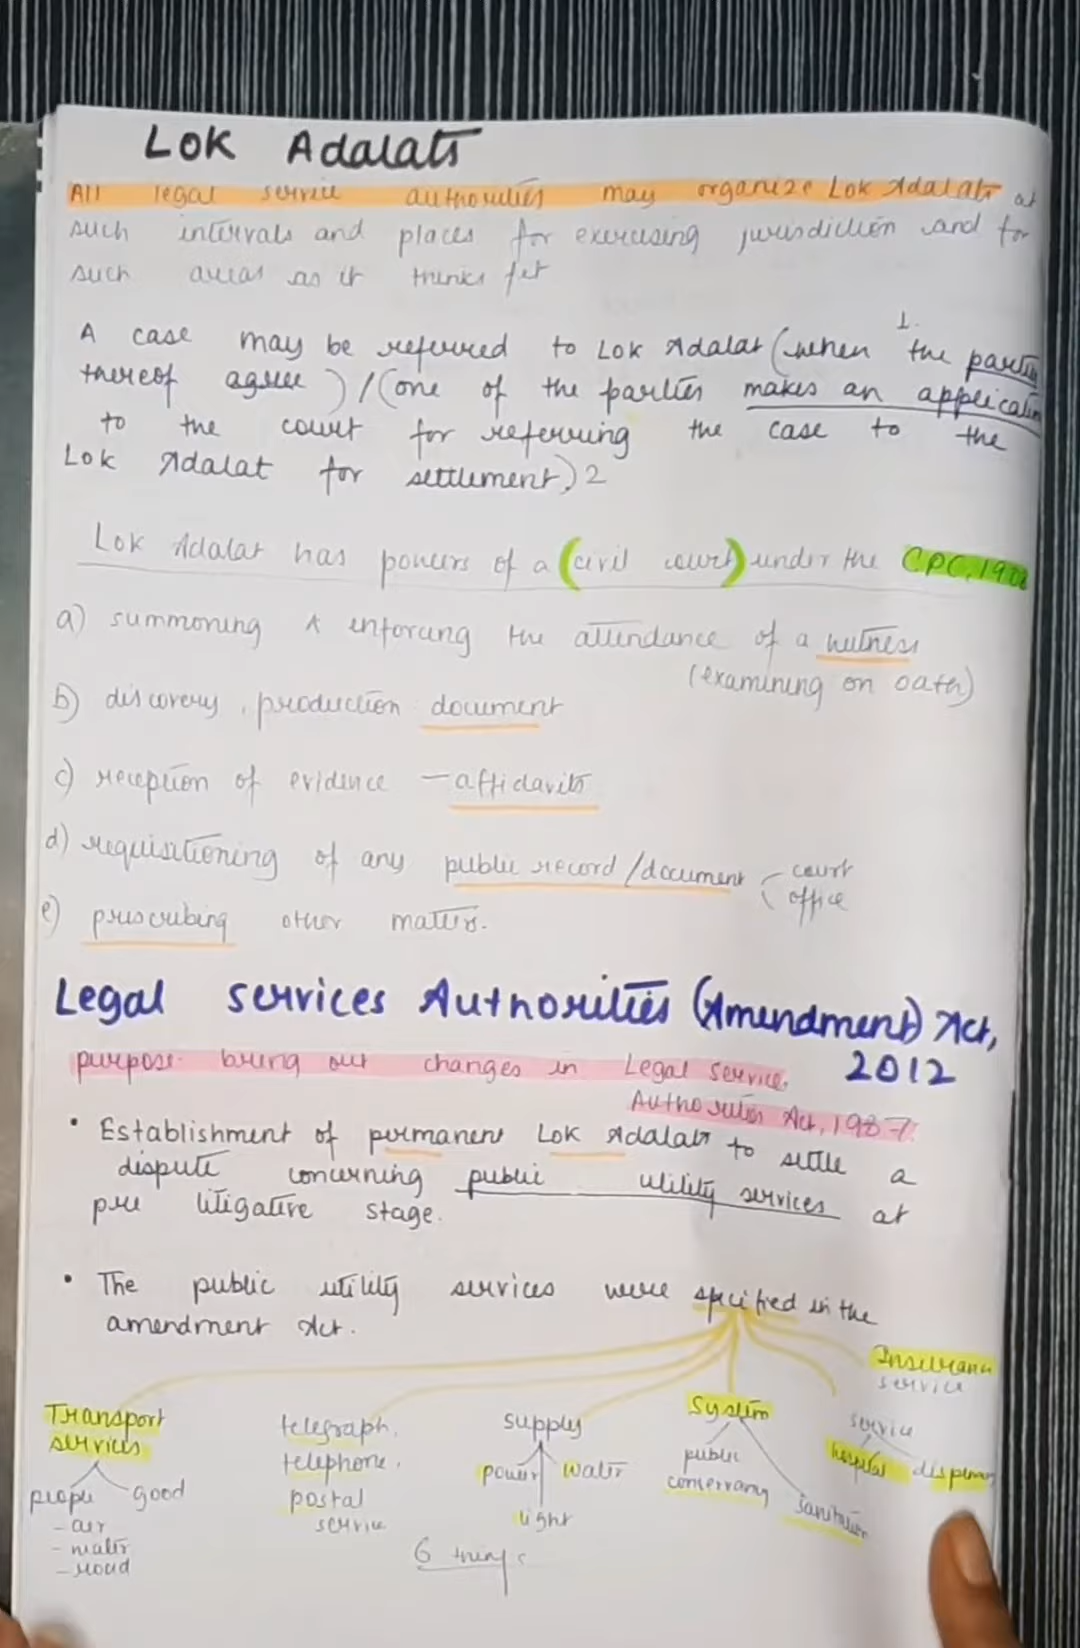 LOK Adalats
All legal service authorities may organize Lok Adalats at
such intervals and places for exercising jurisdiction and for
such areas as it thinks fit
A case may be referred to Lok Adalat (when 1. the parties
thereof agree) / (one of the parties makes an application
to the court for referring the case to the
Lok Adalat for settlement.) 2
Lok Adalat has powers of a (civil court) under the CPC, 1908
a) summoning & enforcing the attendance of a witness
(examining on oath)
b) discovery, production document
c) reception of evidence – affidavits
d) requisitioning of any public record / document court
office
e) prescribing other matters.
Legal services Authorities (Amendment) Act,
2012
purpose- bring out changes in Legal service
Authorities Act, 1987.
• Establishment of permanent Lok Adalats to settle a
dispute concerning public utility services at
pre litigative stage.
• The public utility services were specified in the
amendment Act.
Insurance
service
Transport
services
people good
- air
- water
- road
telegraph,
telephone,
postal
service
supply
power water
light
System
public
conservancy
sanitation
service
hospital dispensary
6 things